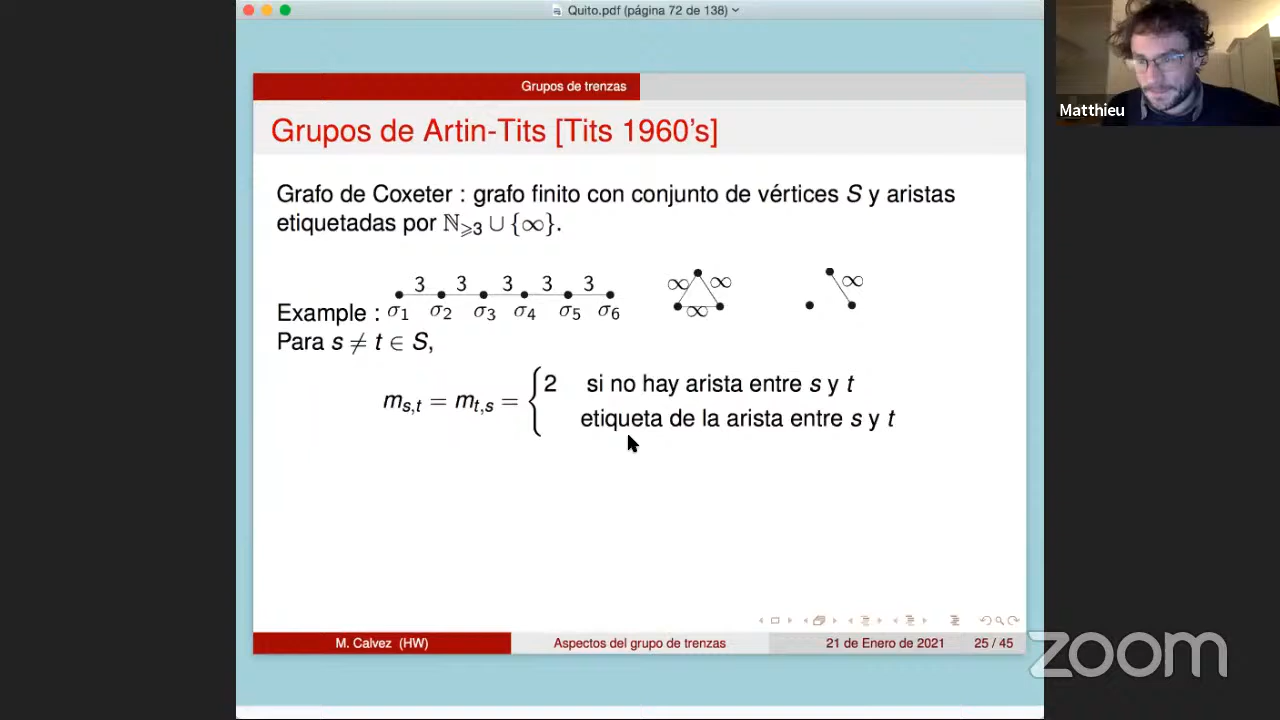 Quito.pdf (página 72 de 138)
Matthieu
Grupos de trenzas
Grupos de Artin-Tits [Tits 1960's]
Grafo de Coxeter : grafo finito con conjunto de vértices S y aristas
etiquetadas por ℕ⩾3 ∪ {∞}.
3 3 3 3 3 ∞ ∞ ∞
Example : σ1 σ2 σ3 σ4 σ5 σ6 ∞
Para s ≠ t ∈ S,
2 si no hay arista entre s y t
ms,t = mt,s = {
etiqueta de la arista entre s y t
M. Calvez (HW) Aspectos del grupo de trenzas 21 de Enero de 2021 25 / 45
zoom